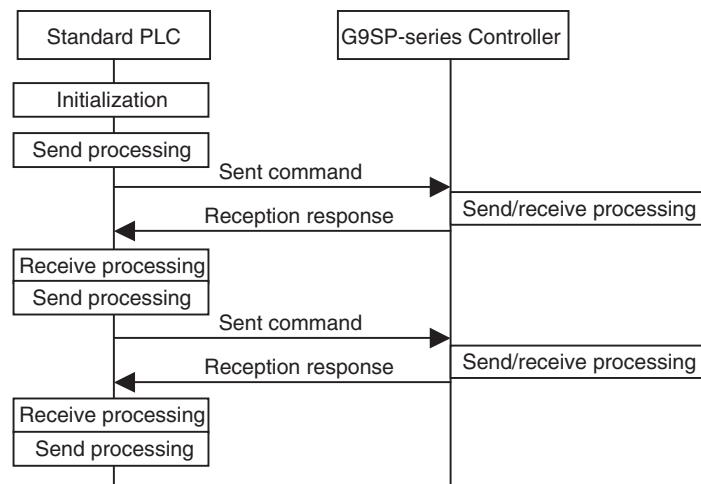 Standard PLC
G9SP-series Controller
Initialization
Send processing
Sent command
Send/receive processing
Reception response
Receive processing
Send processing
Sent command
Send/receive processing
Reception response
Receive processing
Send processing